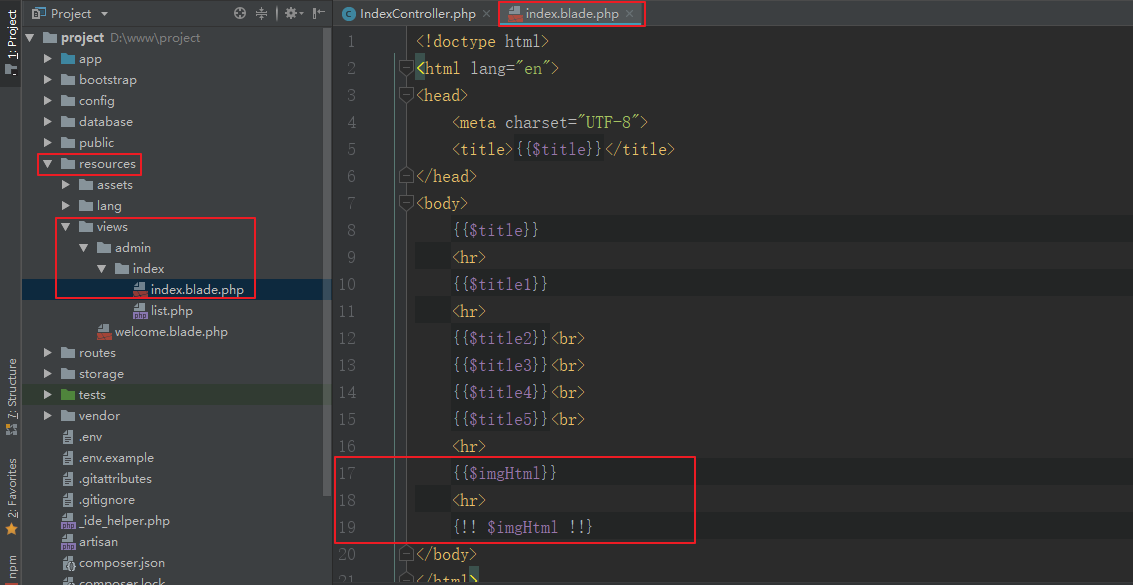 Project
IndexController.php
index.blade.php
1: Project
7: Structure
2: Favorites
npm
project D:\www\project
app
bootstrap
config
database
public
resources
assets
lang
views
admin
index
index.blade.php
list.php
welcome.blade.php
routes
storage
tests
vendor
.env
.env.example
.gitattributes
.gitignore
_ide_helper.php
artisan
composer.json
composer.lock
1 <!doctype html>
2 <html lang="en">
3 <head>
4 <meta charset="UTF-8">
5 <title>{{$title}}</title>
6 </head>
7 <body>
8 {{$title}}
9 <hr>
10 {{$title1}}
11 <hr>
12 {{$title2}}<br>
13 {{$title3}}<br>
14 {{$title4}}<br>
15 {{$title5}}<br>
16 <hr>
17 {{$imgHtml}}
18 <hr>
19 {!! $imgHtml !!}
20 </body>
21 </html>